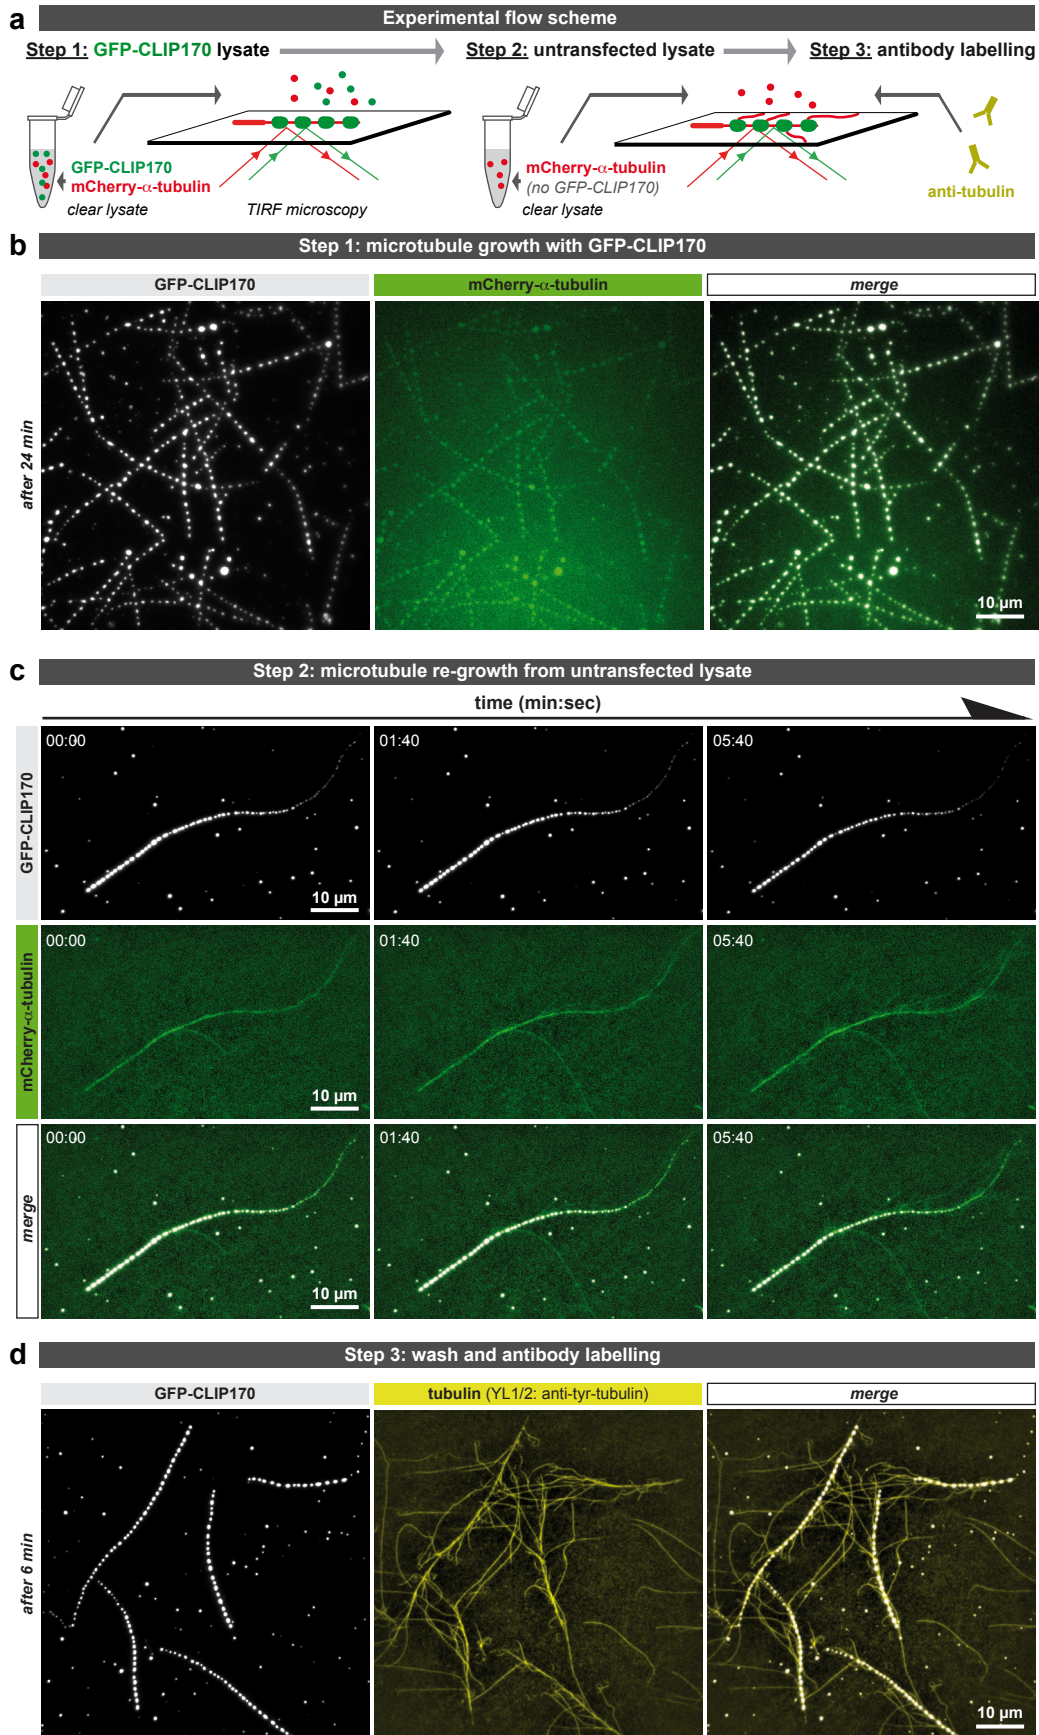 a
Experimental flow scheme
Step 1: GFP-CLIP170 lysate
Step 2: untransfected lysate
Step 3: antibody labelling
GFP-CLIP170
mCherry-α-tubulin
clear lysate
TIRF microscopy
mCherry-α-tubulin
(no GFP-CLIP170)
clear lysate
anti-tubulin
b
Step 1: microtubule growth with GFP-CLIP170
GFP-CLIP170
mCherry-α-tubulin
merge
after 24 min
10 µm
c
Step 2: microtubule re-growth from untransfected lysate
time (min:sec)
GFP-CLIP170
00:00
01:40
05:40
10 µm
mCherry-α-tubulin
00:00
01:40
05:40
10 µm
merge
00:00
01:40
05:40
10 µm
d
Step 3: wash and antibody labelling
GFP-CLIP170
tubulin (YL1/2: anti-tyr-tubulin)
merge
after 6 min
10 µm